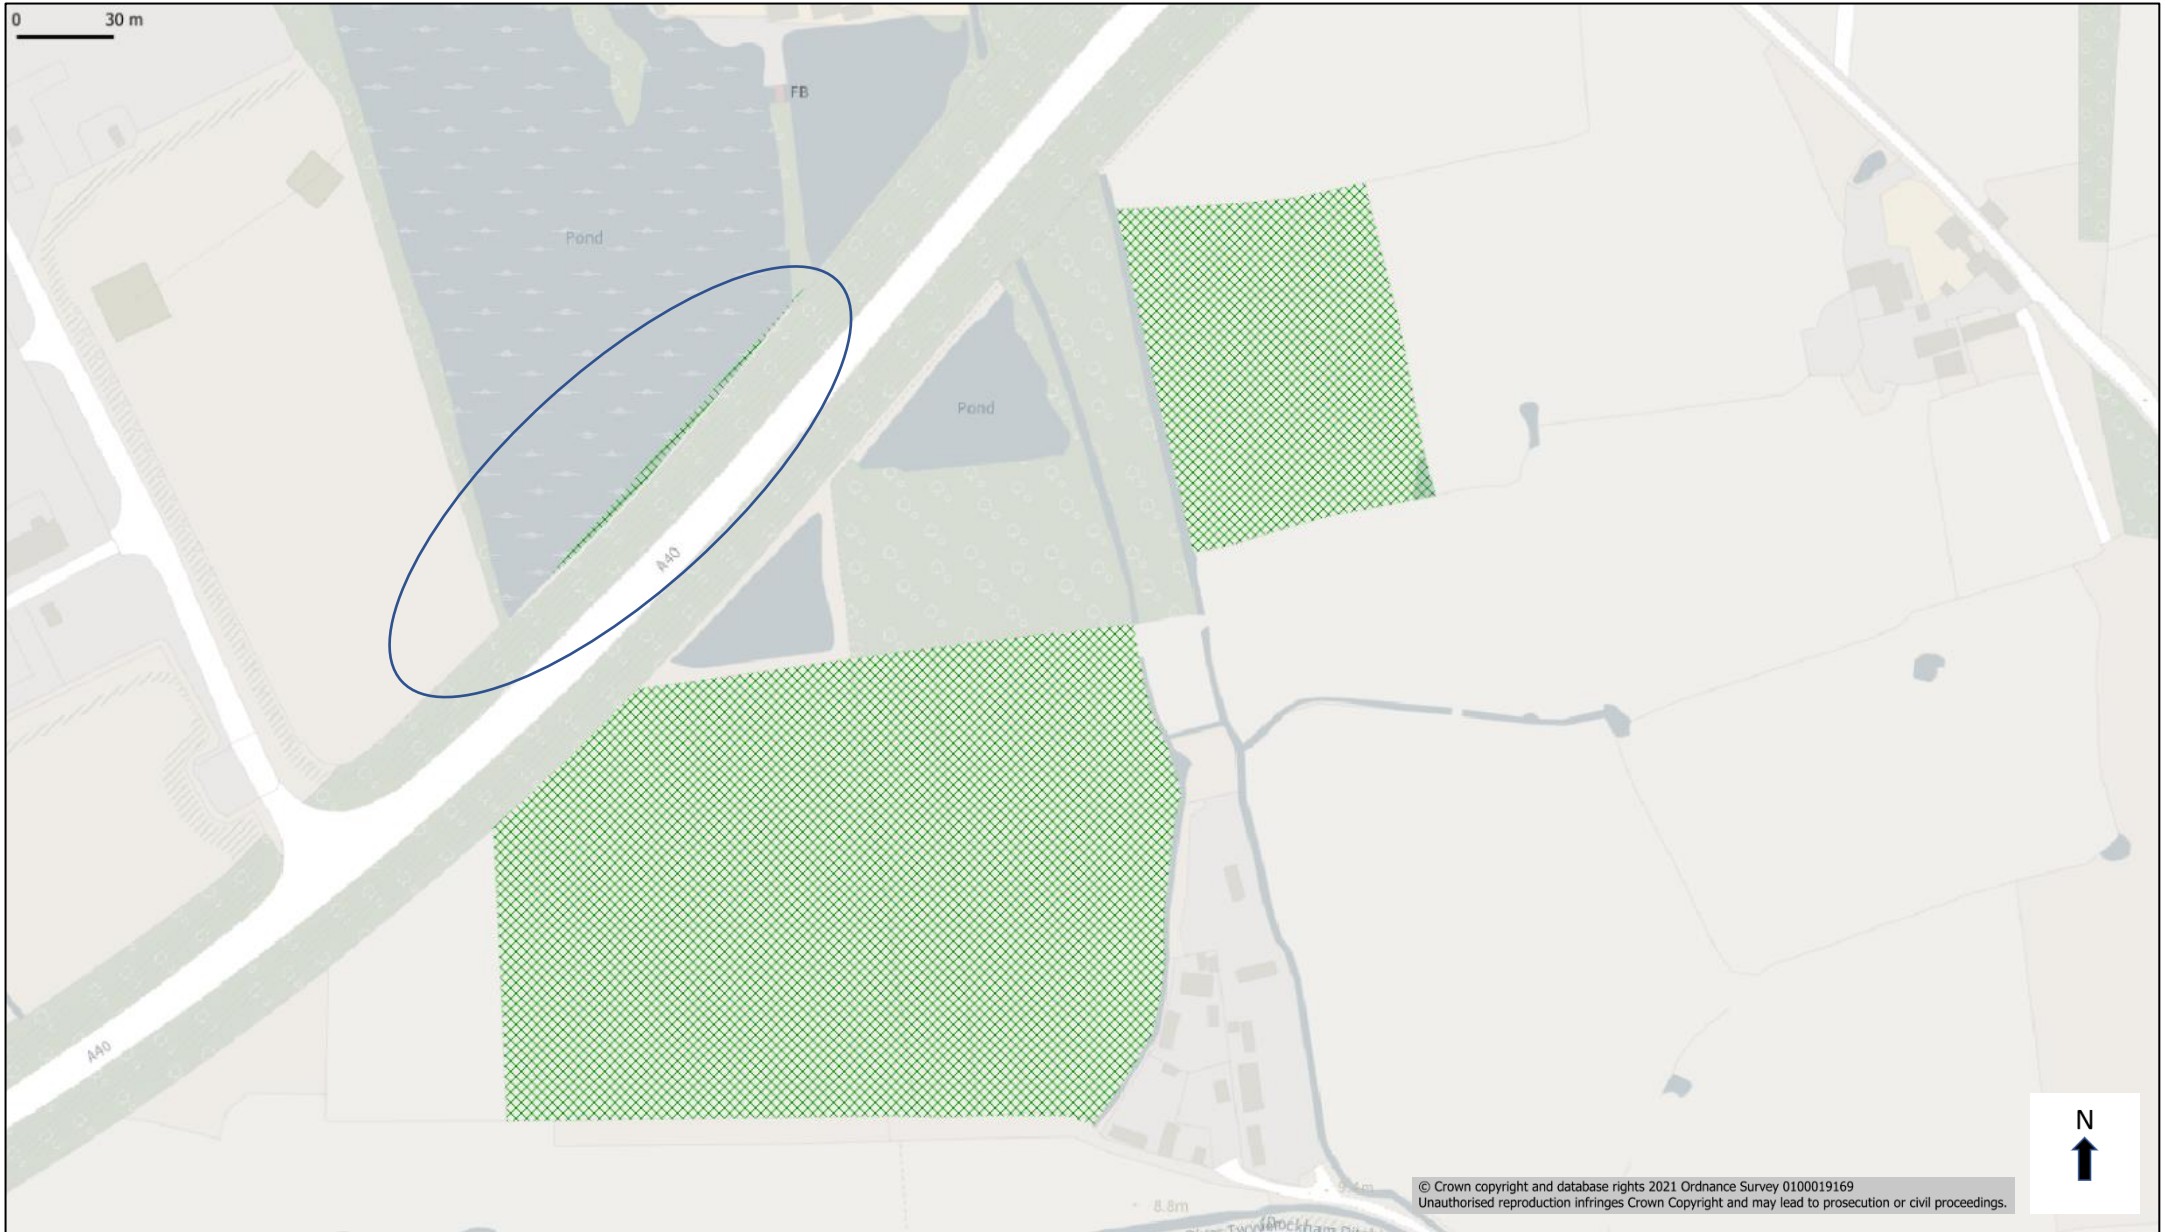 0 30 m
FB
Pond
Pond
A40
A40
N
© Crown copyright and database rights 2021 Ordnance Survey 0100019169
Unauthorised reproduction infringes Crown Copyright and may lead to prosecution or civil proceedings.
8.8m